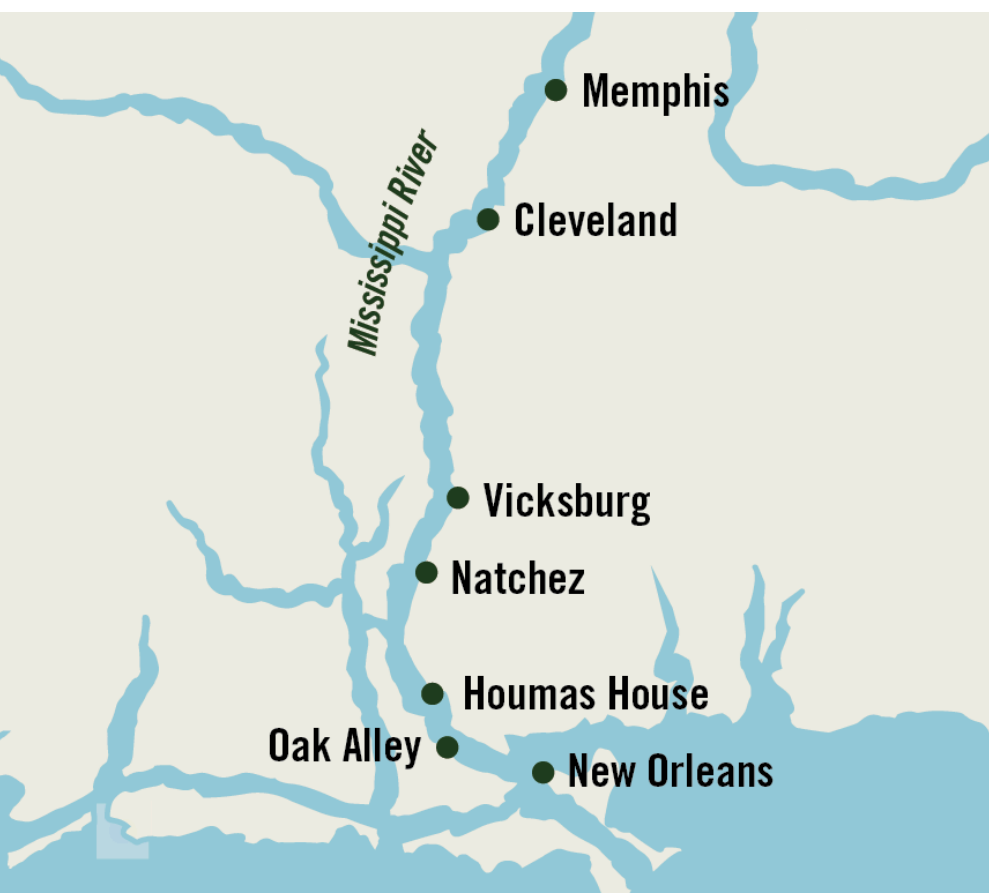 Memphis
Mississippi River
Cleveland
Vicksburg
Natchez
Houmas House
Oak Alley
New Orleans